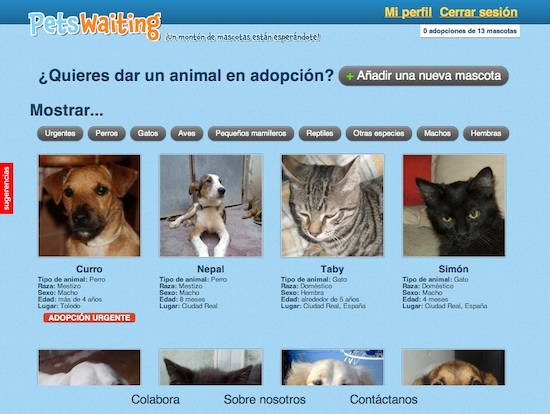 PetsWaiting
¡Un montón de mascotas están esperándote!
Mi perfil Cerrar sesión
0 adopciones de 13 mascotas
¿Quieres dar un animal en adopción? + Añadir una nueva mascota
Mostrar...
Urgentes Perros Gatos Aves Pequeños mamíferos Reptiles Otras especies Machos Hembras
sugerencias
Curro
Tipo de animal: Perro
Raza: Mestizo
Sexo: Macho
Edad: más de 4 años
Lugar: Toledo
ADOPCIÓN URGENTE
Nepal
Tipo de animal: Perro
Raza: Mestizo
Sexo: Macho
Edad: 8 meses
Lugar: Ciudad Real
Taby
Tipo de animal: Gato
Raza: Doméstico
Sexo: Hembra
Edad: alrededor de 5 años
Lugar: Ciudad Real, España
Simón
Tipo de animal: Gato
Raza: Doméstico
Sexo: Macho
Edad: 4 meses
Lugar: Ciudad Real, España
Colabora Sobre nosotros Contáctanos